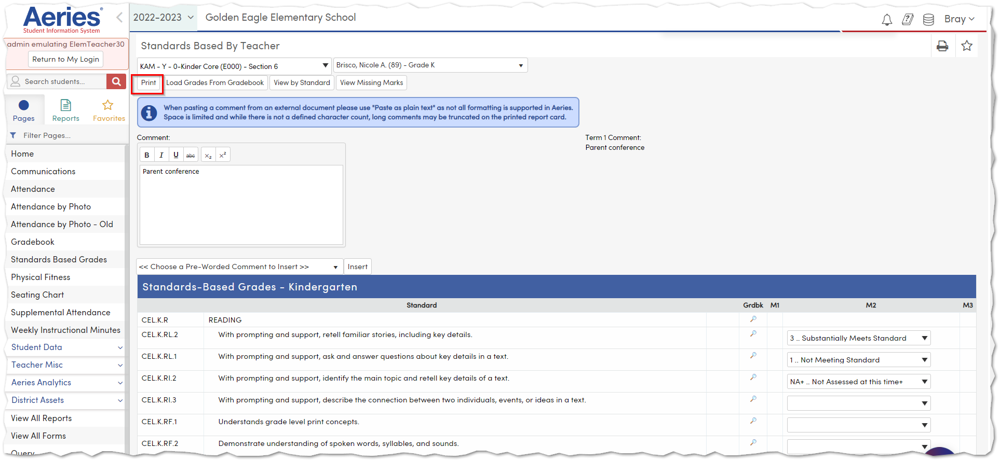 Aeries®
Student Information System
2022-2023
Golden Eagle Elementary School
Bray
admin emulating ElemTeacher30
Return to My Login
Search students...
Pages
Reports
Favorites
Filter Pages...
Home
Communications
Attendance
Attendance by Photo
Attendance by Photo - Old
Gradebook
Standards Based Grades
Physical Fitness
Seating Chart
Supplemental Attendance
Weekly Instructional Minutes
Student Data
Teacher Misc
Aeries Analytics
District Assets
View All Reports
View All Forms
Query
Standards Based By Teacher
KAM - Y - 0-Kinder Core (E000) - Section 6
Brisco, Nicole A. (89) - Grade K
Print
Load Grades From Gradebook
View by Standard
View Missing Marks
When pasting a comment from an external document please use "Paste as plain text" as not all formatting is supported in Aeries.
Space is limited and while there is not a defined character count, long comments may be truncated on the printed report card.
Comment:
B I U abc x₂ x²
Parent conference
Term 1 Comment:
Parent conference
<< Choose a Pre-Worded Comment to Insert >>
Insert
Standards-Based Grades - Kindergarten
Standard Grdbk M1 M2 M3
CEL.K.R READING
CEL.K.RL.2 With prompting and support, retell familiar stories, including key details. 3 .. Substantially Meets Standard
CEL.K.RL.1 With prompting and support, ask and answer questions about key details in a text. 1 .. Not Meeting Standard
CEL.K.RI.2 With prompting and support, identify the main topic and retell key details of a text. NA+ .. Not Assessed at this time+
CEL.K.RI.3 With prompting and support, describe the connection between two individuals, events, or ideas in a text.
CEL.K.RF.1 Understands grade level print concepts.
CEL.K.RF.2 Demonstrate understanding of spoken words, syllables, and sounds.